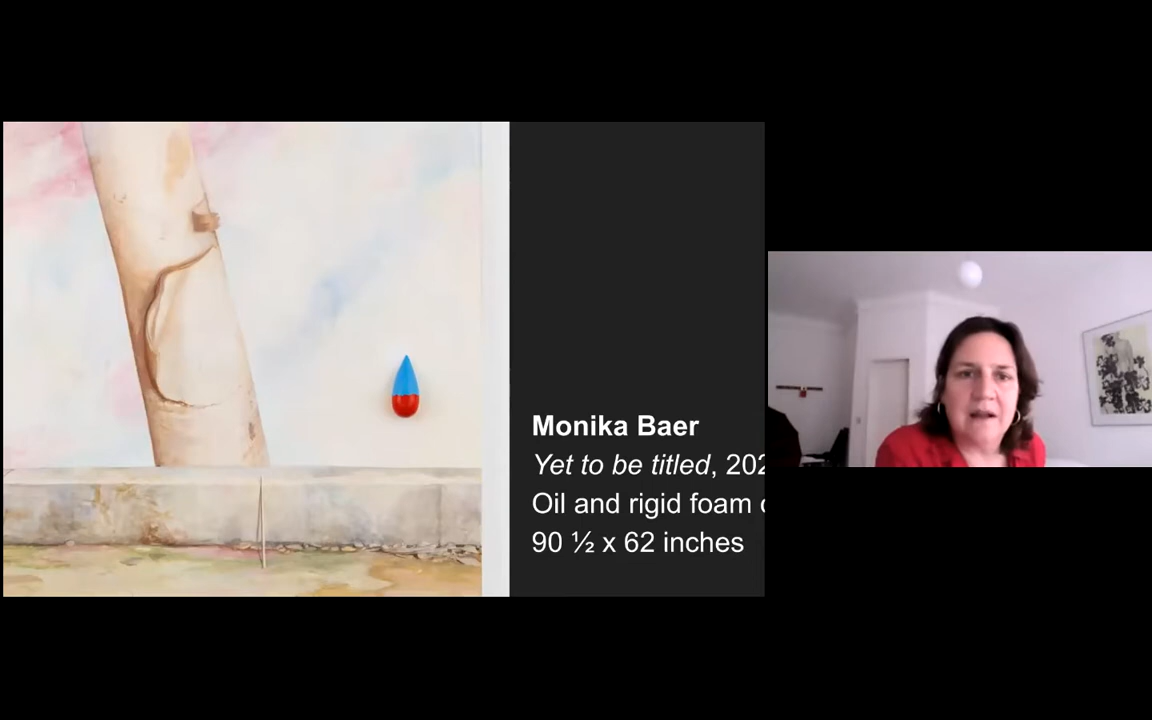 Monika Baer
Yet to be titled, 202
Oil and rigid foam
90 ½ x 62 inches